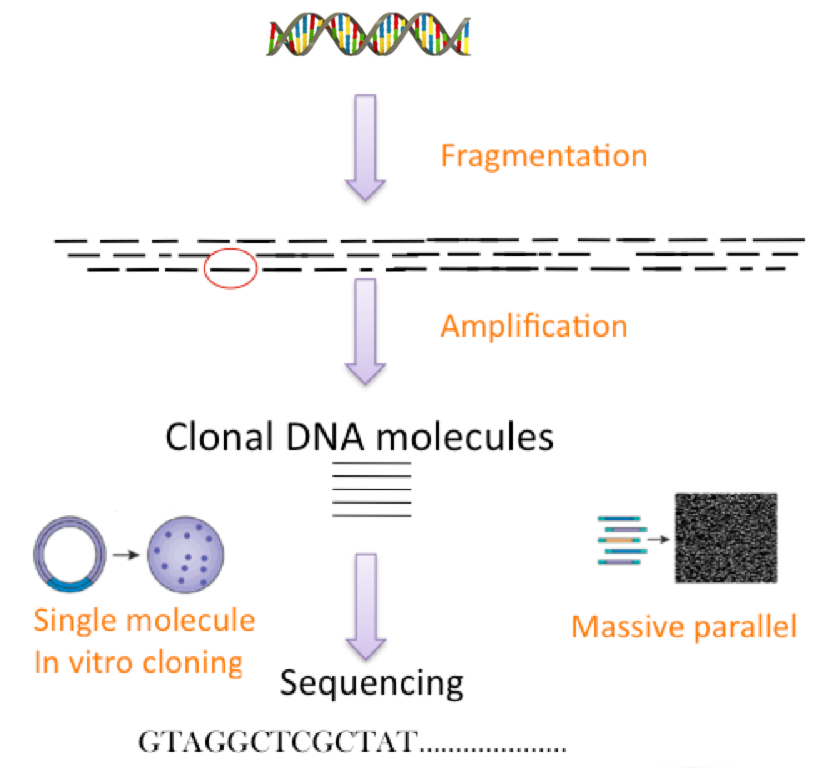 Fragmentation
Amplification
Clonal DNA molecules
Single molecule
In vitro cloning
Massive parallel
Sequencing
GTAGGCTCGCTAT....................